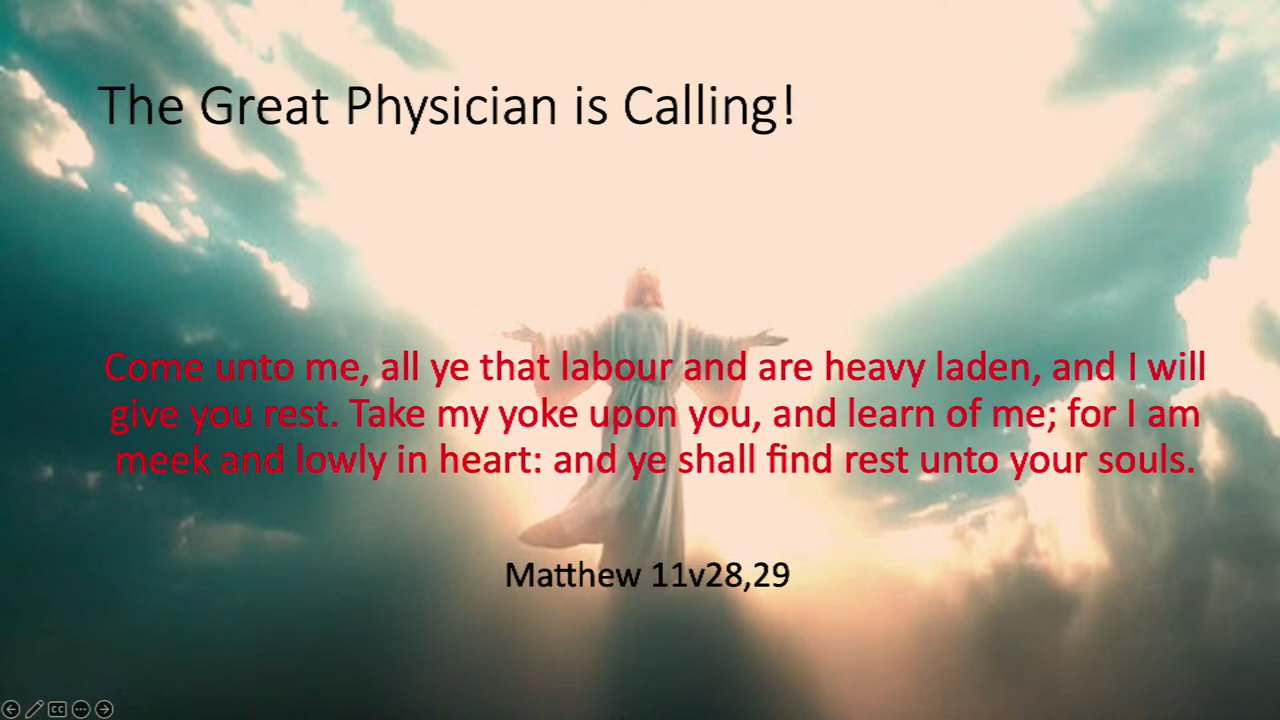 The Great Physician is Calling!
Come unto me, all ye that labour and are heavy laden, and I will
give you rest. Take my yoke upon you, and learn of me; for I am
meek and lowly in heart: and ye shall find rest unto your souls.
Matthew 11v28,29
CC